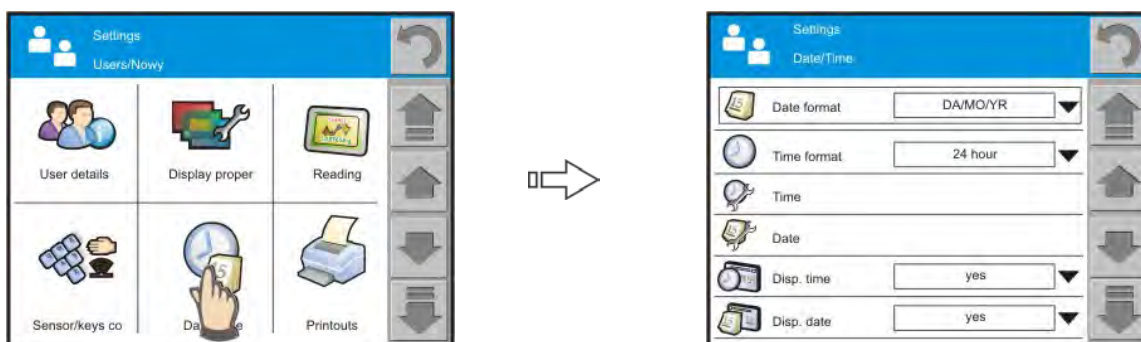 Settings
Users/Nowy
User details
Display proper
Reading
Sensor/keys co
Printouts
Settings
Date/Time
Date format
DA/MO/YR
Time format
24 hour
Time
Date
Disp. time
yes
Disp. date
yes